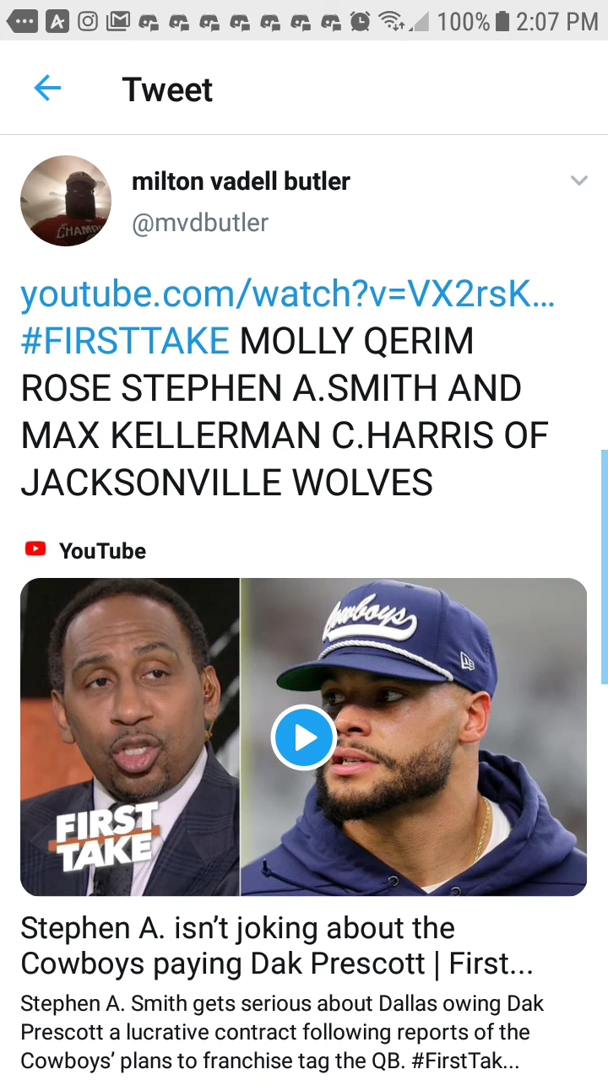 100% 2:07 PM
Tweet
milton vadell butler
@mvdbutler
youtube.com/watch?v=VX2rsK...
#FIRSTTAKE MOLLY QERIM
ROSE STEPHEN A.SMITH AND
MAX KELLERMAN C.HARRIS OF
JACKSONVILLE WOLVES
YouTube
CHAMP
Cowboys
FIRST
TAKE
Stephen A. isn't joking about the
Cowboys paying Dak Prescott | First...
Stephen A. Smith gets serious about Dallas owing Dak
Prescott a lucrative contract following reports of the
Cowboys' plans to franchise tag the QB. #FirstTak...